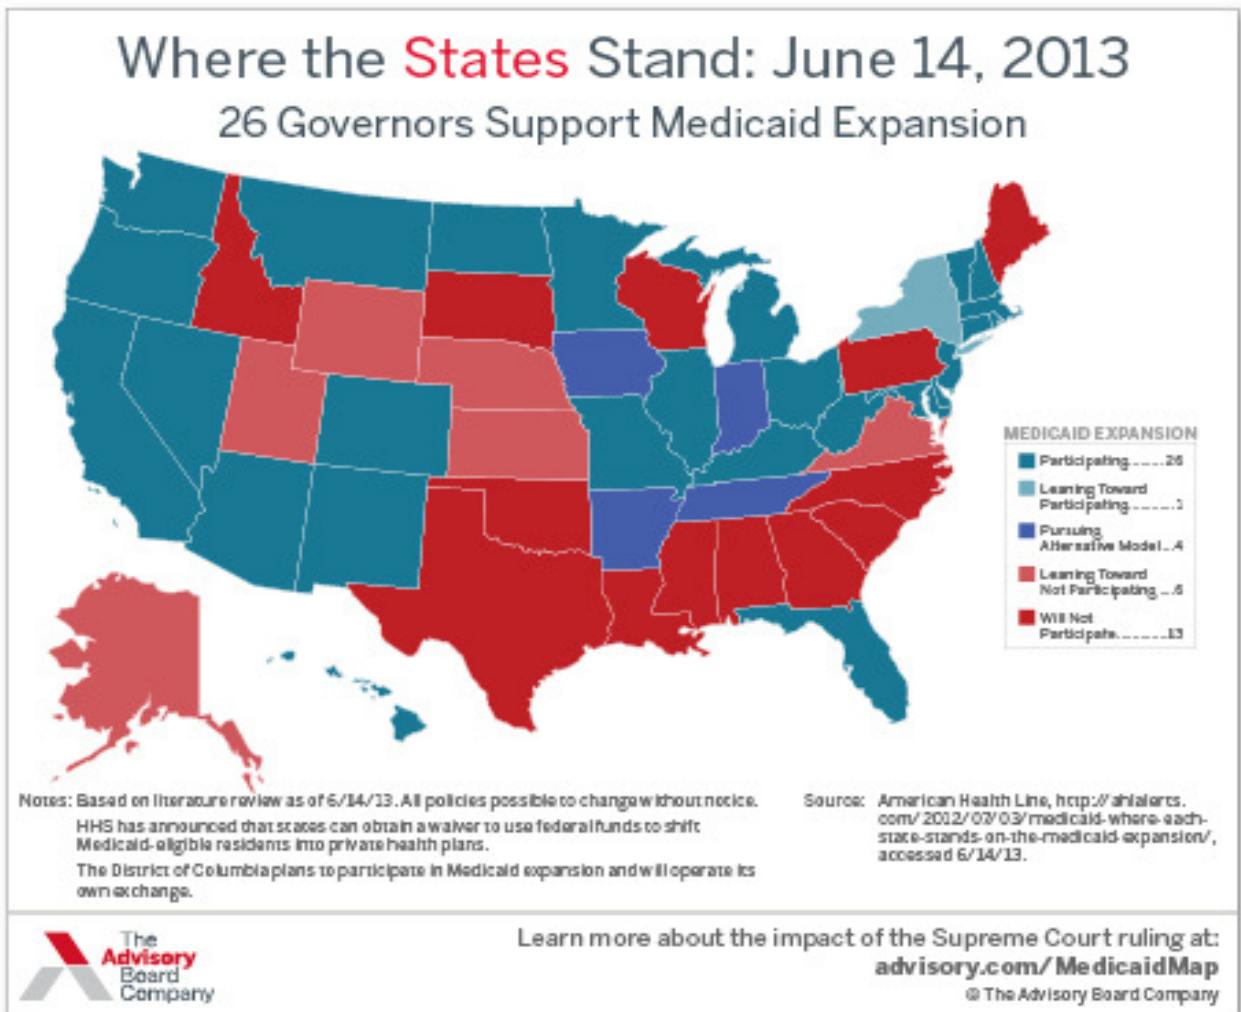 Where the States Stand: June 14, 2013
26 Governors Support Medicaid Expansion
MEDICAID EXPANSION
Participating.........26
Leaning Toward
Participating............1
Pursuing
Alternative Model...4
Leaning Toward
Not Participating....6
Will Not
Participate.............13
Notes: Based on literature review as of 6/14/13. All policies possible to change without notice.
HHS has announced that states can obtain a waiver to use federal funds to shift
Medicaid-eligible residents into private health plans.
The District of Columbia plans to participate in Medicaid expansion and will operate its
own exchange.
Source: American Health Line, http://ahlalerts.
com/2012/07/03/medicaid-where-each-
state-stands-on-the-medicaid-expansion/,
accessed 6/14/13.
The
Advisory
Board
Company
Learn more about the impact of the Supreme Court ruling at:
advisory.com/MedicaidMap
© The Advisory Board Company